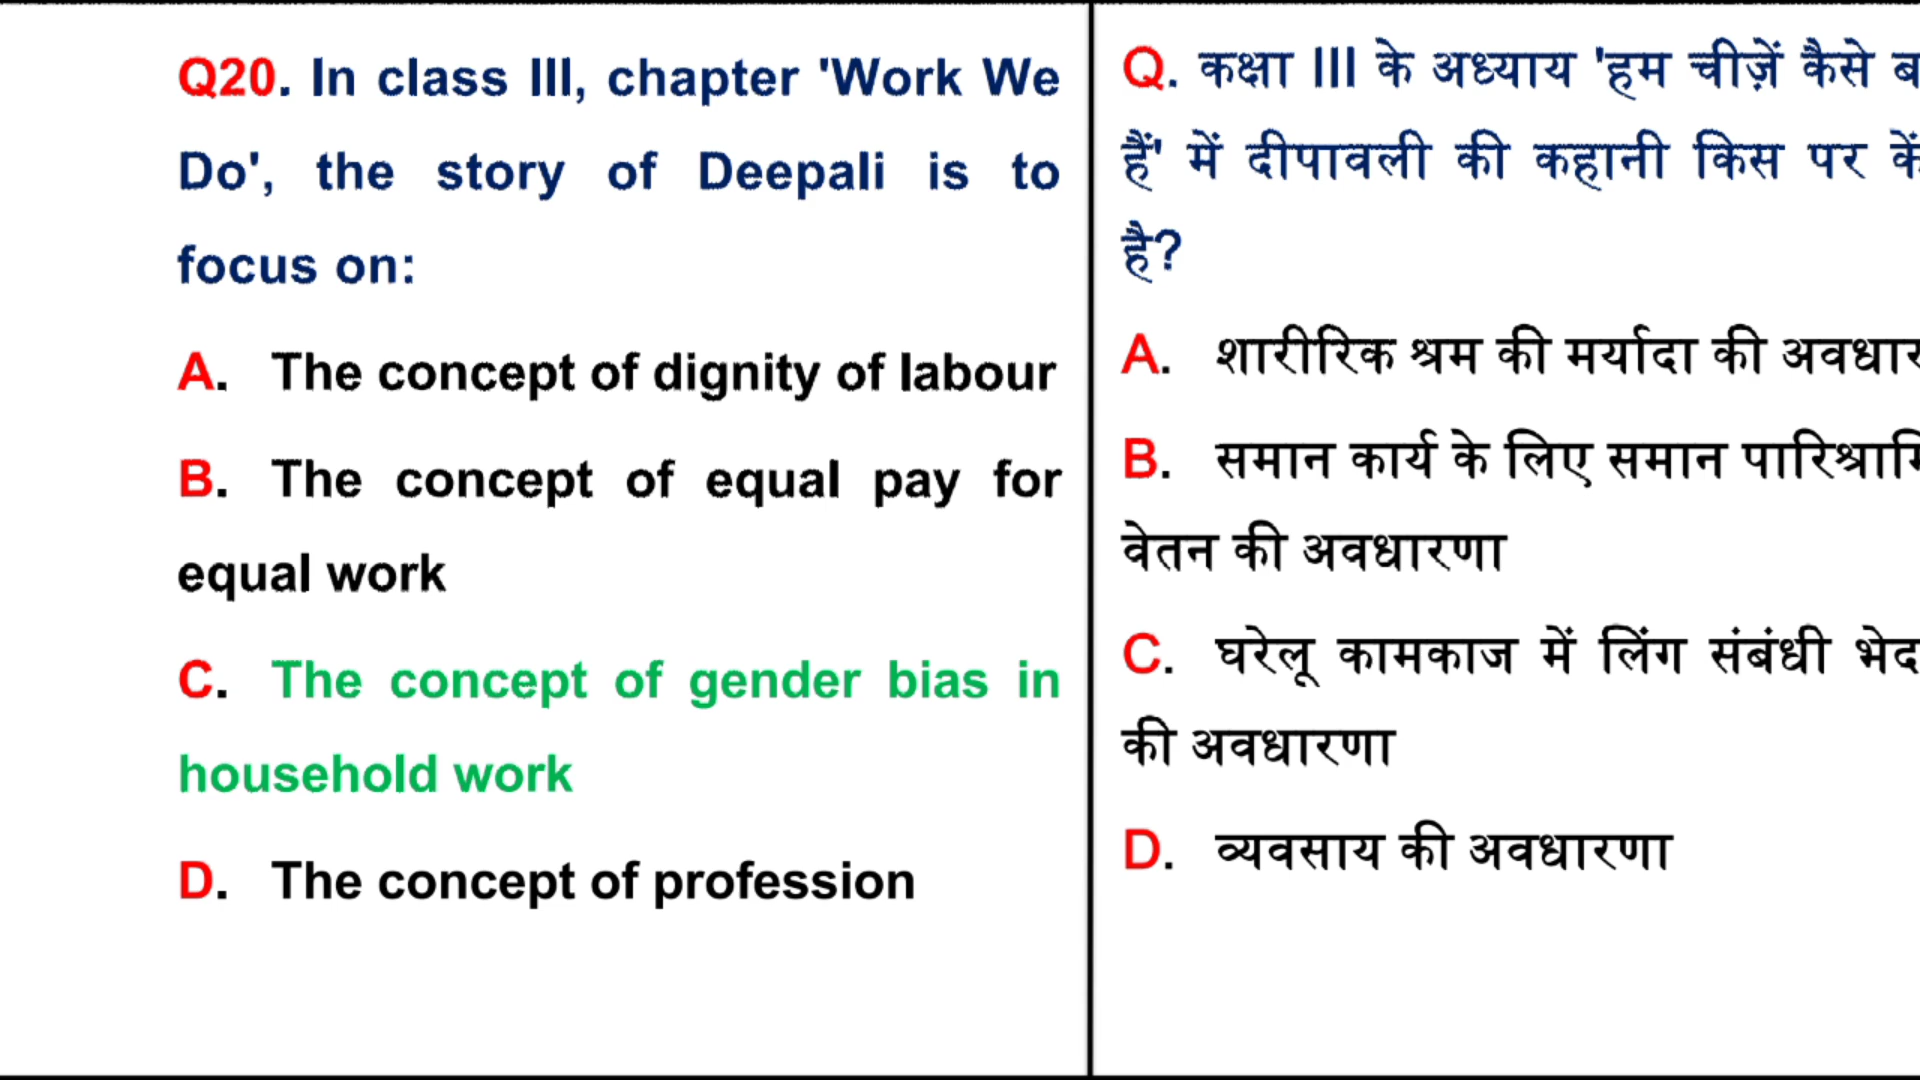 Q20. In class III, chapter 'Work We
Do', the story of Deepali is to
focus on:
A. The concept of dignity of labour
B. The concept of equal pay for
equal work
C. The concept of gender bias in
household work
D. The concept of profession
Q. कक्षा III के अध्याय 'हम चीज़ें कैसे
हैं' में दीपावली की कहानी किस पर
है?
A. शारीरिक श्रम की मर्यादा की
B. समान कार्य के लिए समान
वेतन की अवधारणा
C. घरेलू कामकाज में लिंग संबंधी
की अवधारणा
D. व्यवसाय की अवधारणा